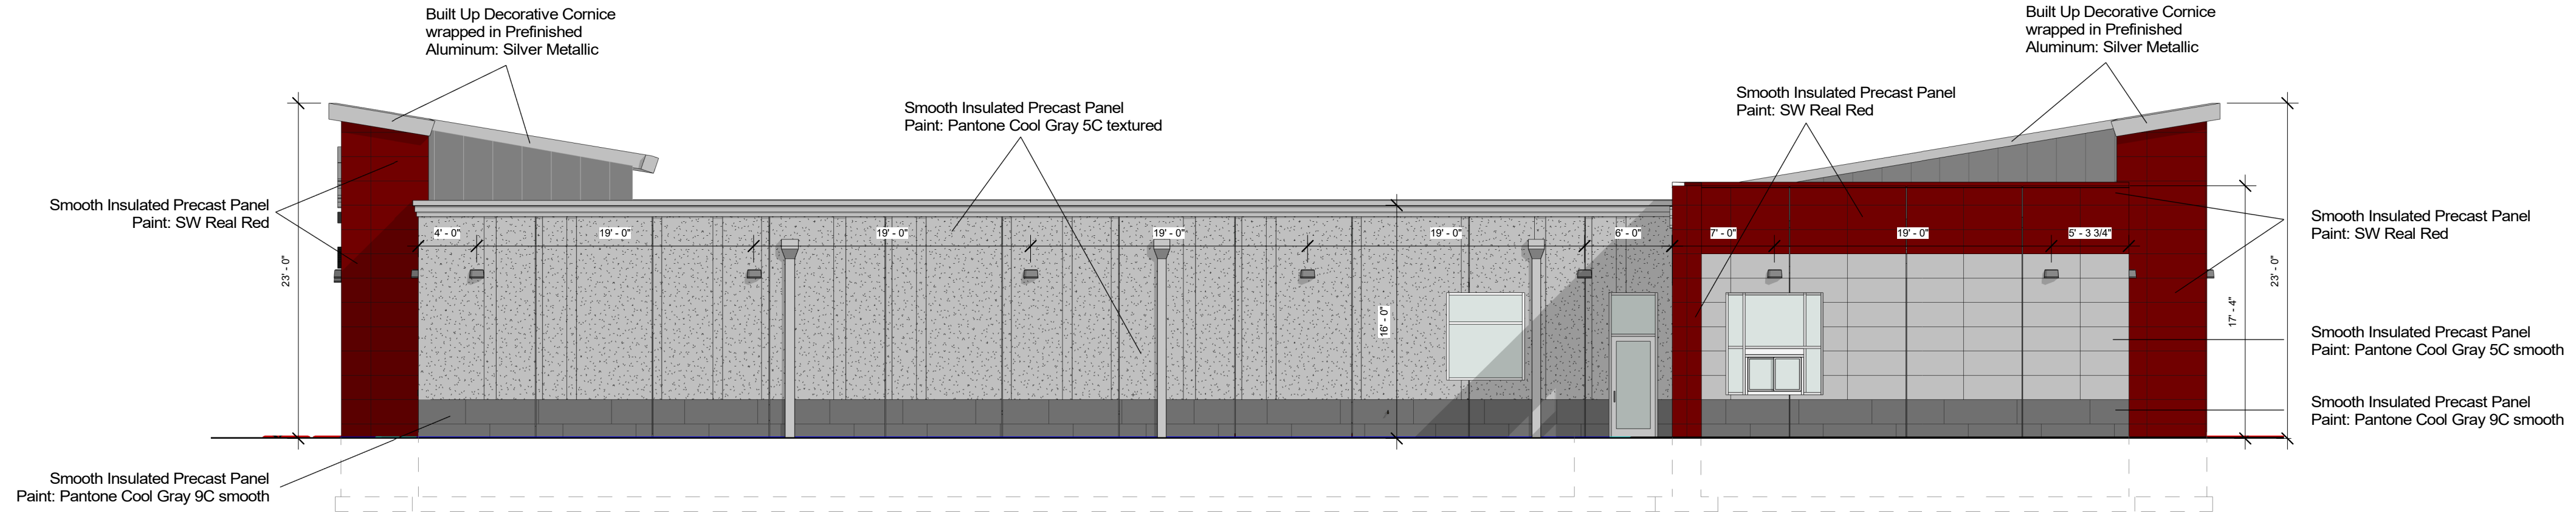 Built Up Decorative Cornice
wrapped in Prefinished
Aluminum: Silver Metallic
Built Up Decorative Cornice
wrapped in Prefinished
Aluminum: Silver Metallic
Smooth Insulated Precast Panel
Paint: Pantone Cool Gray 5C textured
Smooth Insulated Precast Panel
Paint: SW Real Red
Smooth Insulated Precast Panel
Paint: SW Real Red
Smooth Insulated Precast Panel
Paint: SW Real Red
4' - 0"
19' - 0"
19' - 0"
19' - 0"
19' - 0"
6' - 0"
7' - 0"
19' - 0"
5' - 3 3/4"
23' - 0"
16' - 0"
17' - 4"
23' - 0"
Smooth Insulated Precast Panel
Paint: Pantone Cool Gray 5C smooth
Smooth Insulated Precast Panel
Paint: Pantone Cool Gray 9C smooth
Smooth Insulated Precast Panel
Paint: Pantone Cool Gray 9C smooth